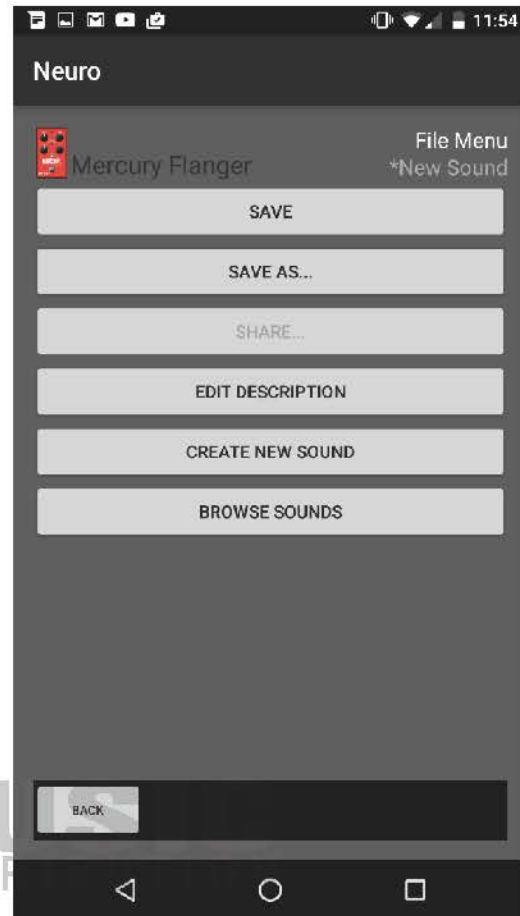 11:54
Neuro
File Menu
Mercury Flanger
*New Sound
SAVE
SAVE AS...
SHARE...
EDIT DESCRIPTION
CREATE NEW SOUND
BROWSE SOUNDS
BACK